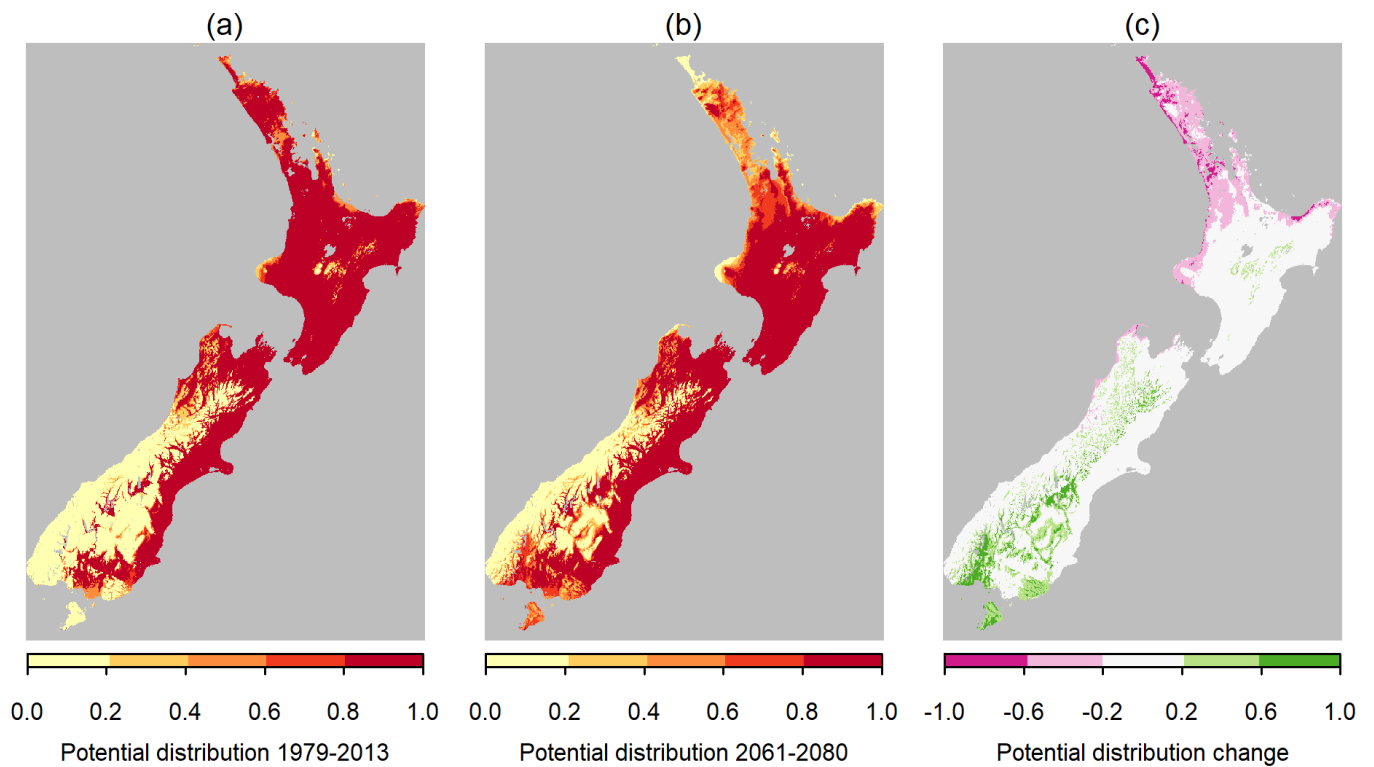 (a) (b) (c)
0.0 0.2 0.4 0.6 0.8 1.0 0.0 0.2 0.4 0.6 0.8 1.0 -1.0 -0.6 -0.2 0.2 0.6 1.0
Potential distribution 1979-2013 Potential distribution 2061-2080 Potential distribution change